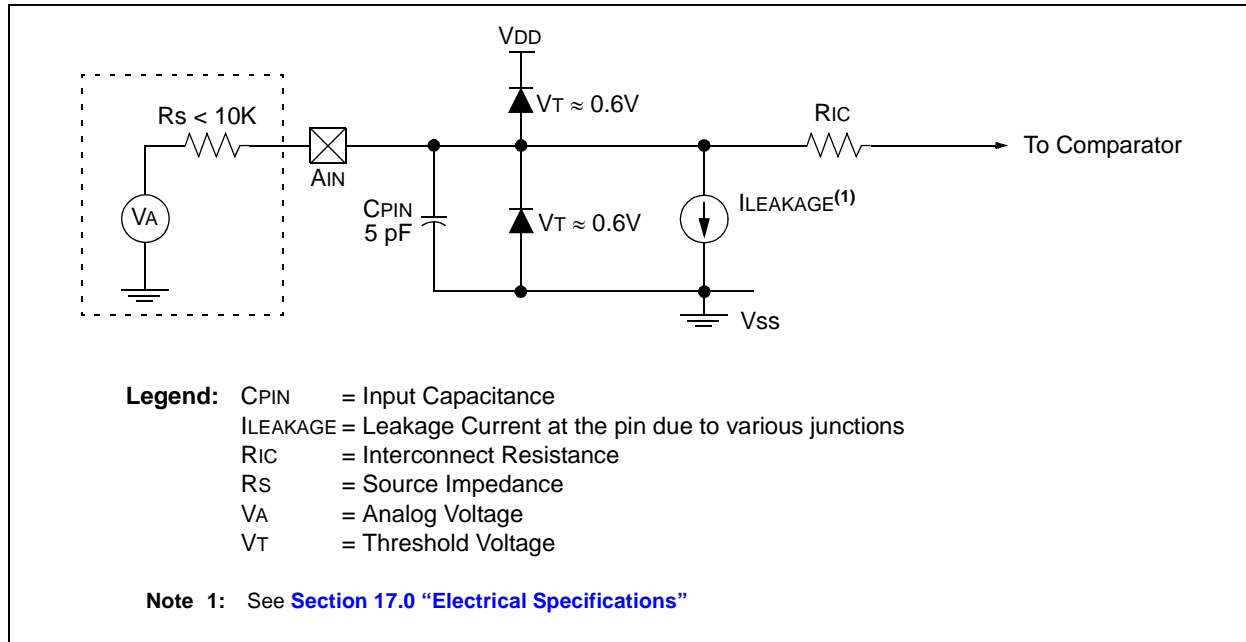 VDD
VT ≈ 0.6V
RS < 10K
RIC
To Comparator
AIN
VA
CPIN
5 pF
VT ≈ 0.6V
ILEAKAGE(1)
VSS
Legend: CPIN = Input Capacitance
ILEAKAGE = Leakage Current at the pin due to various junctions
RIC = Interconnect Resistance
RS = Source Impedance
VA = Analog Voltage
VT = Threshold Voltage
Note 1: See Section 17.0 “Electrical Specifications”